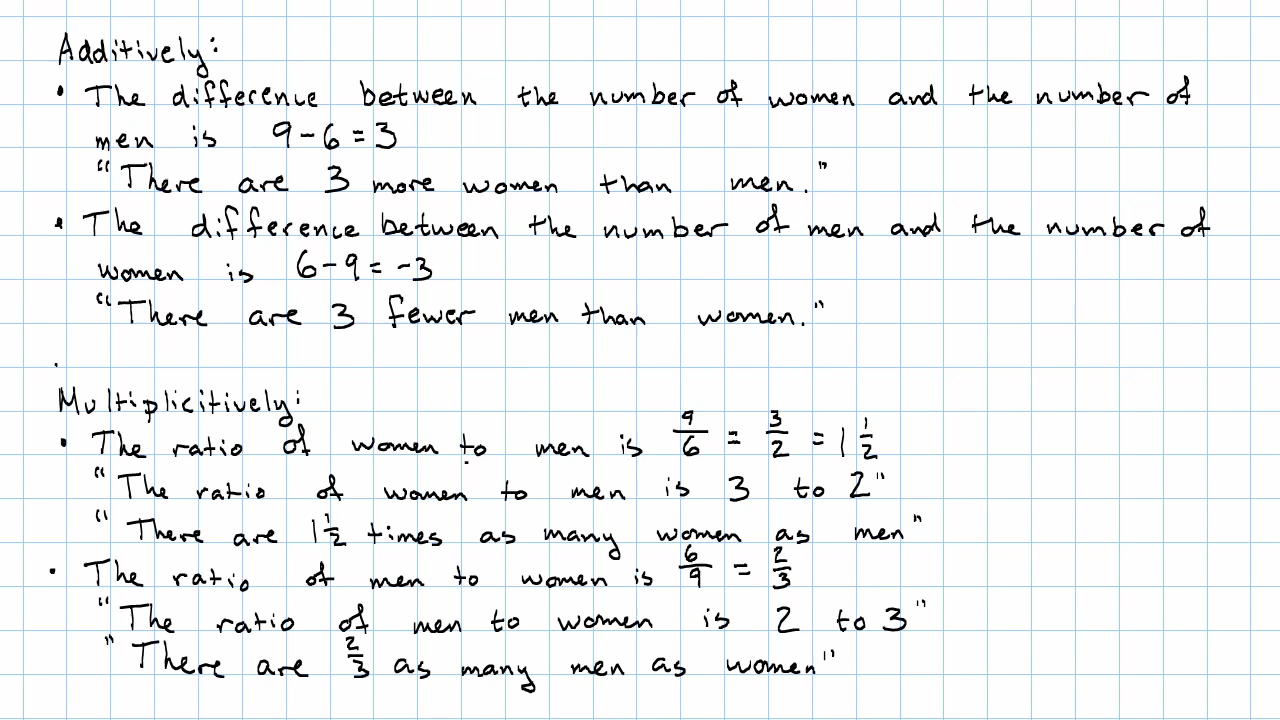 Additively:
• The difference between the number of women and the number of
men is 9-6=3
"There are 3 more women than men."
• The difference between the number of men and the number of
women is 6-9=-3
"There are 3 fewer men than women."
Multiplicitively:
• The ratio of women to men is 9/6 = 3/2 = 1 1/2
"The ratio of women to men is 3 to 2"
"There are 1 1/2 times as many women as men"
• The ratio of men to women is 6/9 = 2/3
"The ratio of men to women is 2 to 3"
"There are 2/3 as many men as women"